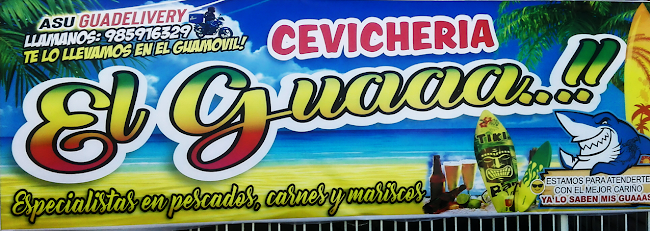 ASU GUADELIVERY
LLAMANOS: 985916329
TE LO LLEVAMOS EN EL GUAMOVIL!
CEVICHERIA
El Guaaa..!!
Especialistas en pescados, carnes y mariscos
TIKI
ESTAMOS PARA ATENDERTE
CON EL MEJOR CARIÑO
YA LO SABEN MIS GUAAAS